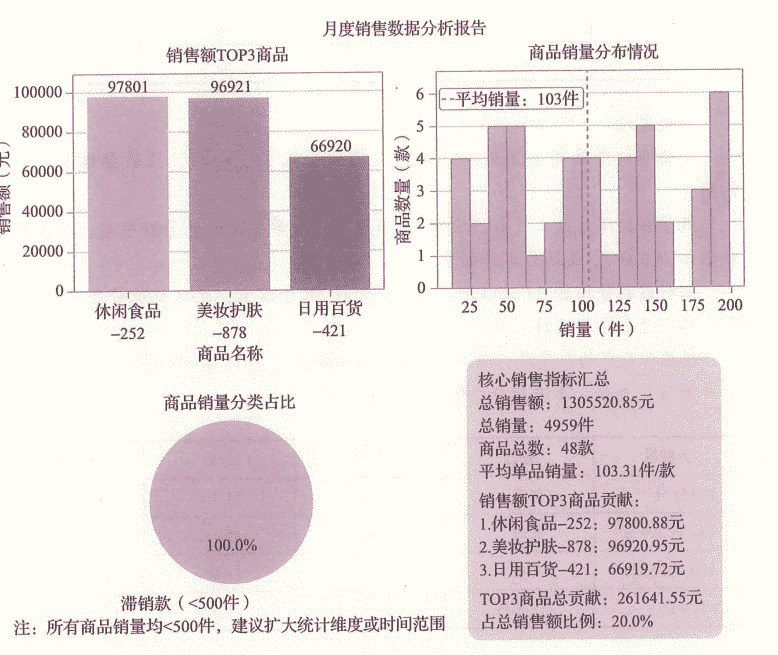 月度销售数据分析报告
销售额TOP3商品
销售额（元）
100000
80000
60000
40000
20000
0
97801
96921
66920
休闲食品
–252
美妆护肤
–878
日用百货
–421
商品名称
商品销量分布情况
商品数量（款）
6
5
4
3
2
1
0
平均销量：103件
25
50
75
100
125
150
175
200
销量（件）
商品销量分类占比
100.0%
滞销款（<500件）
注：所有商品销量均<500件，建议扩大统计维度或时间范围
核心销售指标汇总
总销售额：1305520.85元
总销量：4959件
商品总数：48款
平均单品销量：103.31件/款
销售额TOP3商品贡献：
1.休闲食品–252：97800.88元
2.美妆护肤–878：96920.95元
3.日用百货–421；66919.72元
TOP3商品总贡献：261641.55元
占总销售额比例：20.0%